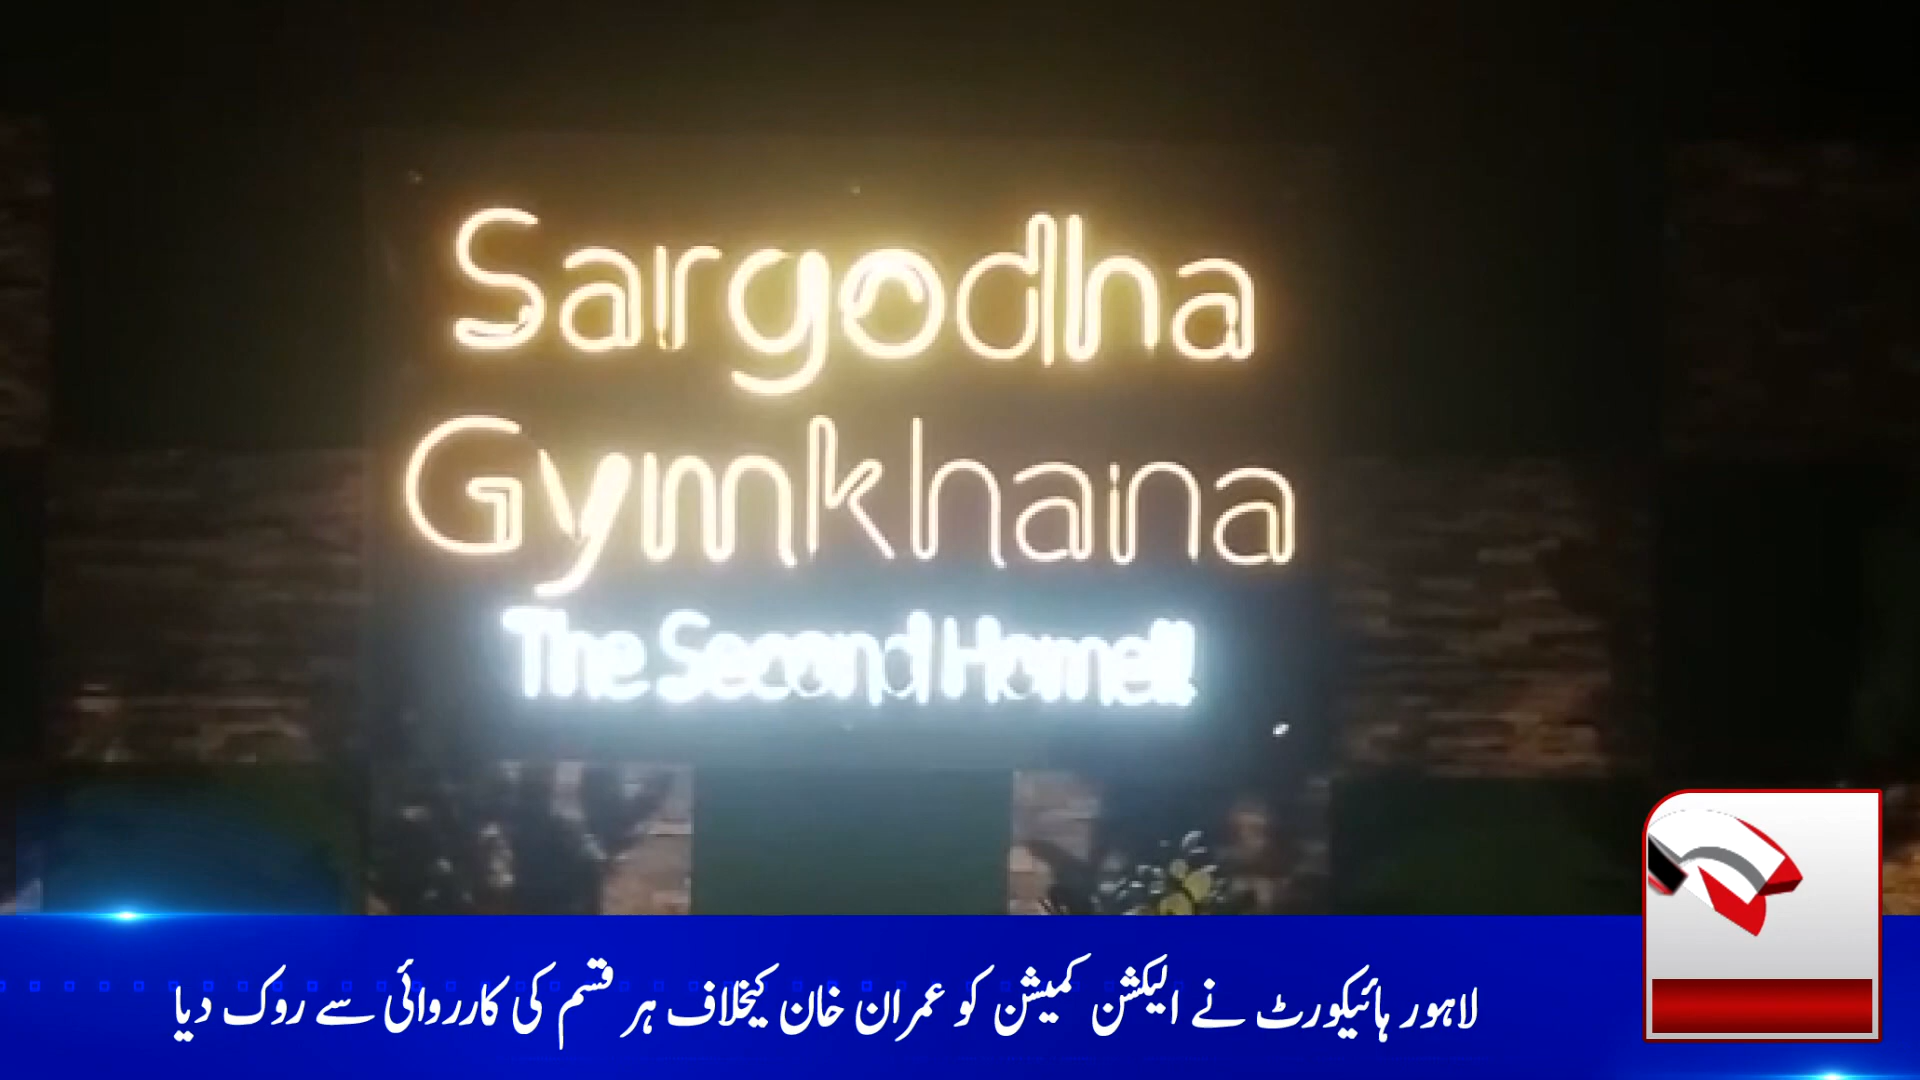 Sargodha
Gymkhana
The Second Home!!
لاہور ہائیکورٹ نے الیکشن کمیشن کو عمران خان کیخلاف ہر قسم کی کارروائی سے روک دیا